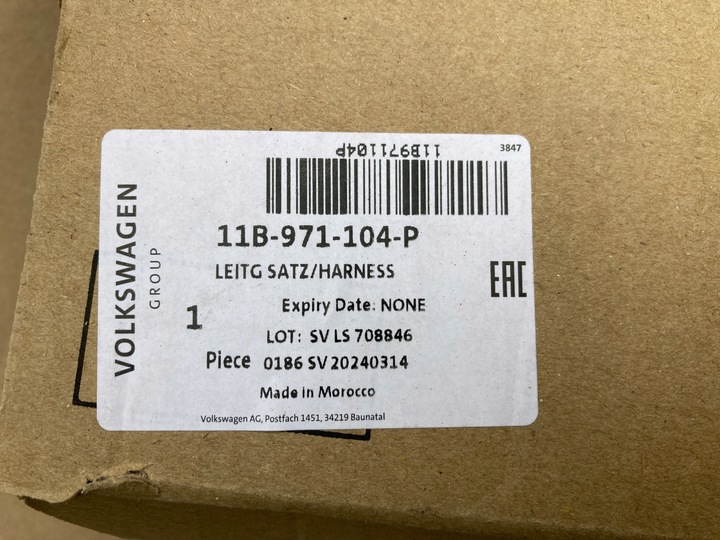 11B971104P
3847
VOLKSWAGEN
GROUP
11B-971-104-P
LEITG SATZ/HARNESS
EAC
Expiry Date: NONE
1
LOT: SV LS 708846
Piece 0186 SV 20240314
Made in Morocco
Volkswagen AG, Postfach 1451, 34219 Baunatal